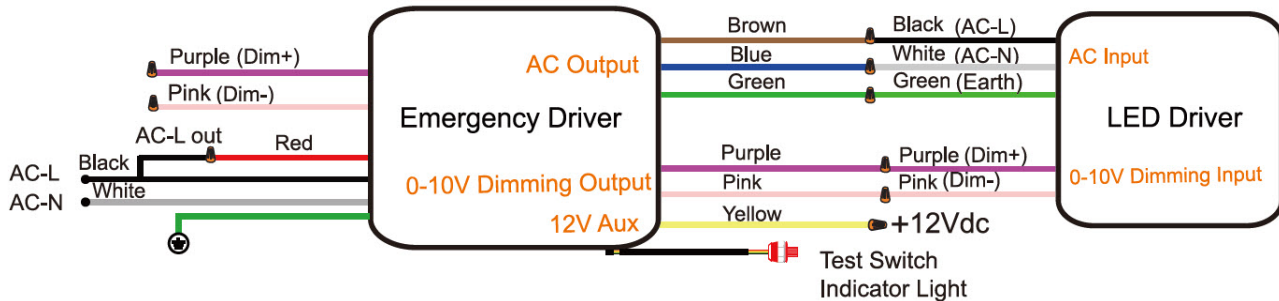 Purple (Dim+)
Pink (Dim-)
AC-L out
Red
Black
AC-L
White
AC-N
AC Output
Emergency Driver
0-10V Dimming Output
12V Aux
Brown
Black (AC-L)
Blue
White (AC-N)
Green
Green (Earth)
Purple
Purple (Dim+)
Pink
Pink (Dim-)
Yellow
+12Vdc
Test Switch
Indicator Light
AC Input
LED Driver
0-10V Dimming Input